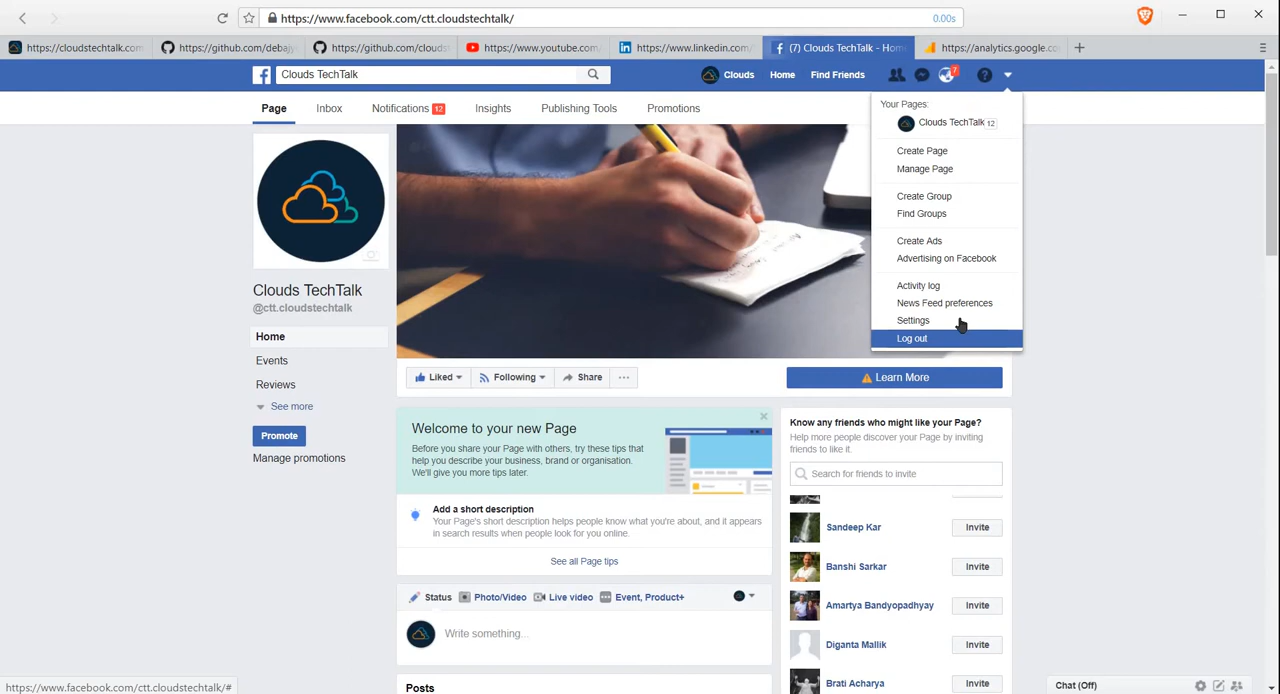 https://www.facebook.com/ctt.cloudstechtalk/
0.00s
https://cloudstechtalk.com
https://github.com/debajy
https://github.com/clouds
https://www.youtube.com/
https://www.linkedin.com/
(7) Clouds TechTalk - Hom
https://analytics.google.co
Clouds TechTalk
Clouds
Home
Find Friends
7
Page
Inbox
Notifications 12
Insights
Publishing Tools
Promotions
Your Pages:
Clouds TechTalk 12
Create Page
Manage Page
Create Group
Find Groups
Create Ads
Advertising on Facebook
Activity log
News Feed preferences
Settings
Log out
Clouds TechTalk
@ctt.cloudstechtalk
Home
Events
Reviews
See more
Promote
Manage promotions
Liked
Following
Share
Learn More
Welcome to your new Page
Before you share your Page with others, try these tips that
help you describe your business, brand or organisation.
We'll give you more tips later.
Add a short description
Your Page's short description helps people know what you're about, and it appears
in search results when people look for you online.
See all Page tips
Status
Photo/Video
Live video
Event, Product+
Write something...
Posts
Know any friends who might like your Page?
Help more people discover your Page by inviting
friends to like it.
Search for friends to invite
Sandeep Kar Invite
Banshi Sarkar Invite
Amartya Bandyopadhyay Invite
Diganta Mallik Invite
Brati Acharya Invite
https://www.facebook.com/ctt.cloudstechtalk/#
Chat (Off)